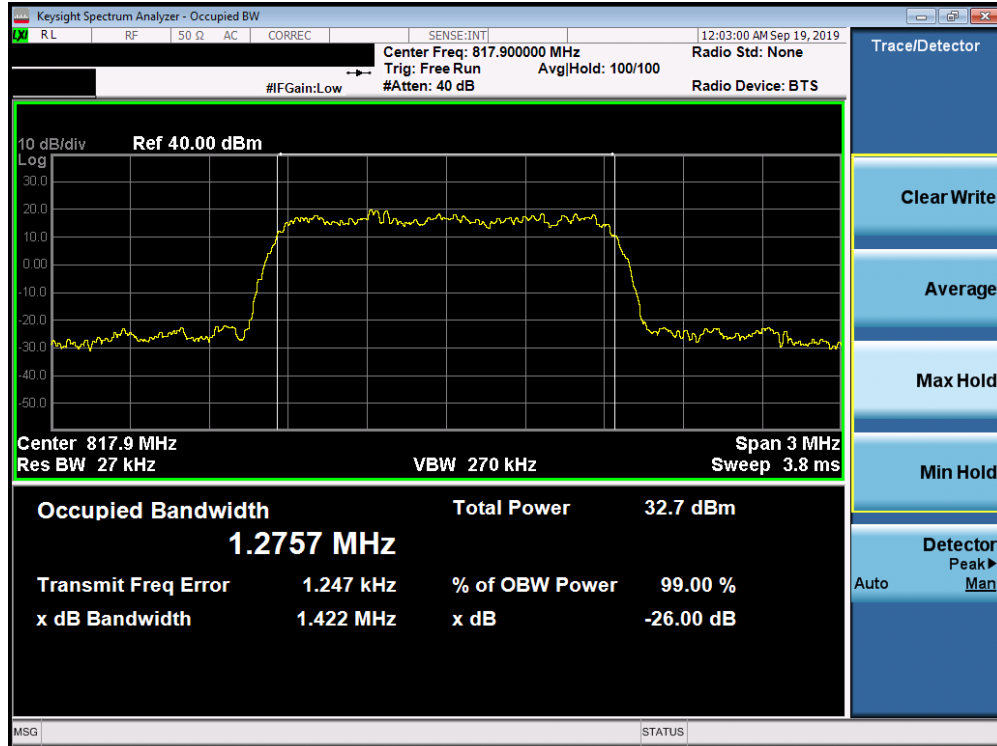 Keysight Spectrum Analyzer - Occupied BW
LXI RL RF 50 Ω AC CORREC SENSE:INT 12:03:00 AM Sep 19, 2019
Center Freq: 817.900000 MHz Radio Std: None
Trig: Free Run Avg|Hold: 100/100
#IFGain:Low #Atten: 40 dB Radio Device: BTS
10 dB/div Ref 40.00 dBm
Log
30.0
20.0
10.0
0.00
-10.0
-20.0
-30.0
-40.0
-50.0
Center 817.9 MHz Span 3 MHz
Res BW 27 kHz VBW 270 kHz Sweep 3.8 ms
Occupied Bandwidth Total Power 32.7 dBm
1.2757 MHz
Transmit Freq Error 1.247 kHz % of OBW Power 99.00 %
x dB Bandwidth 1.422 MHz x dB -26.00 dB
MSG STATUS
Trace/Detector
Clear Write
Average
Max Hold
Min Hold
Detector
Peak▶
Auto Man